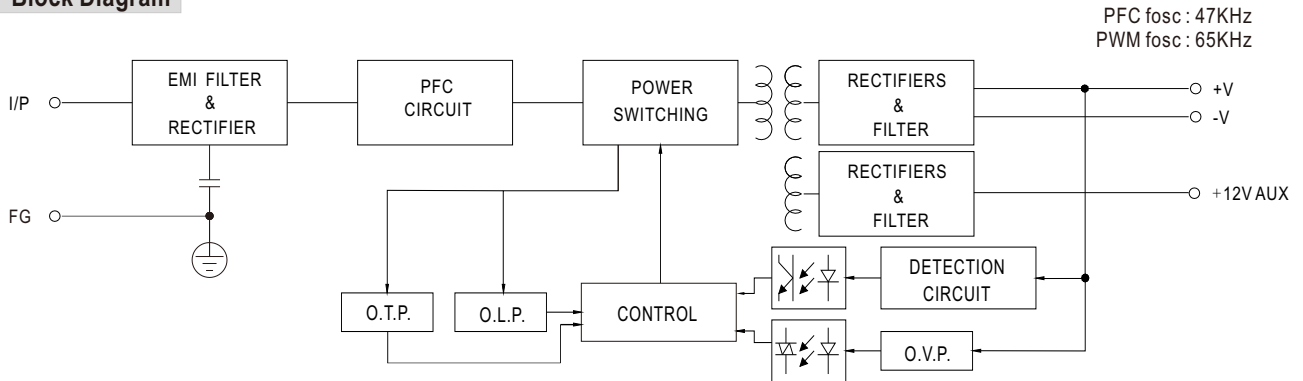 Block Diagram
PFC fosc : 47KHz
PWM fosc : 65KHz
I/P
EMI FILTER
&
RECTIFIER
PFC
CIRCUIT
POWER
SWITCHING
RECTIFIERS
&
FILTER
+V
-V
RECTIFIERS
&
FILTER
+12V AUX
FG
O.T.P.
O.L.P.
CONTROL
DETECTION
CIRCUIT
O.V.P.